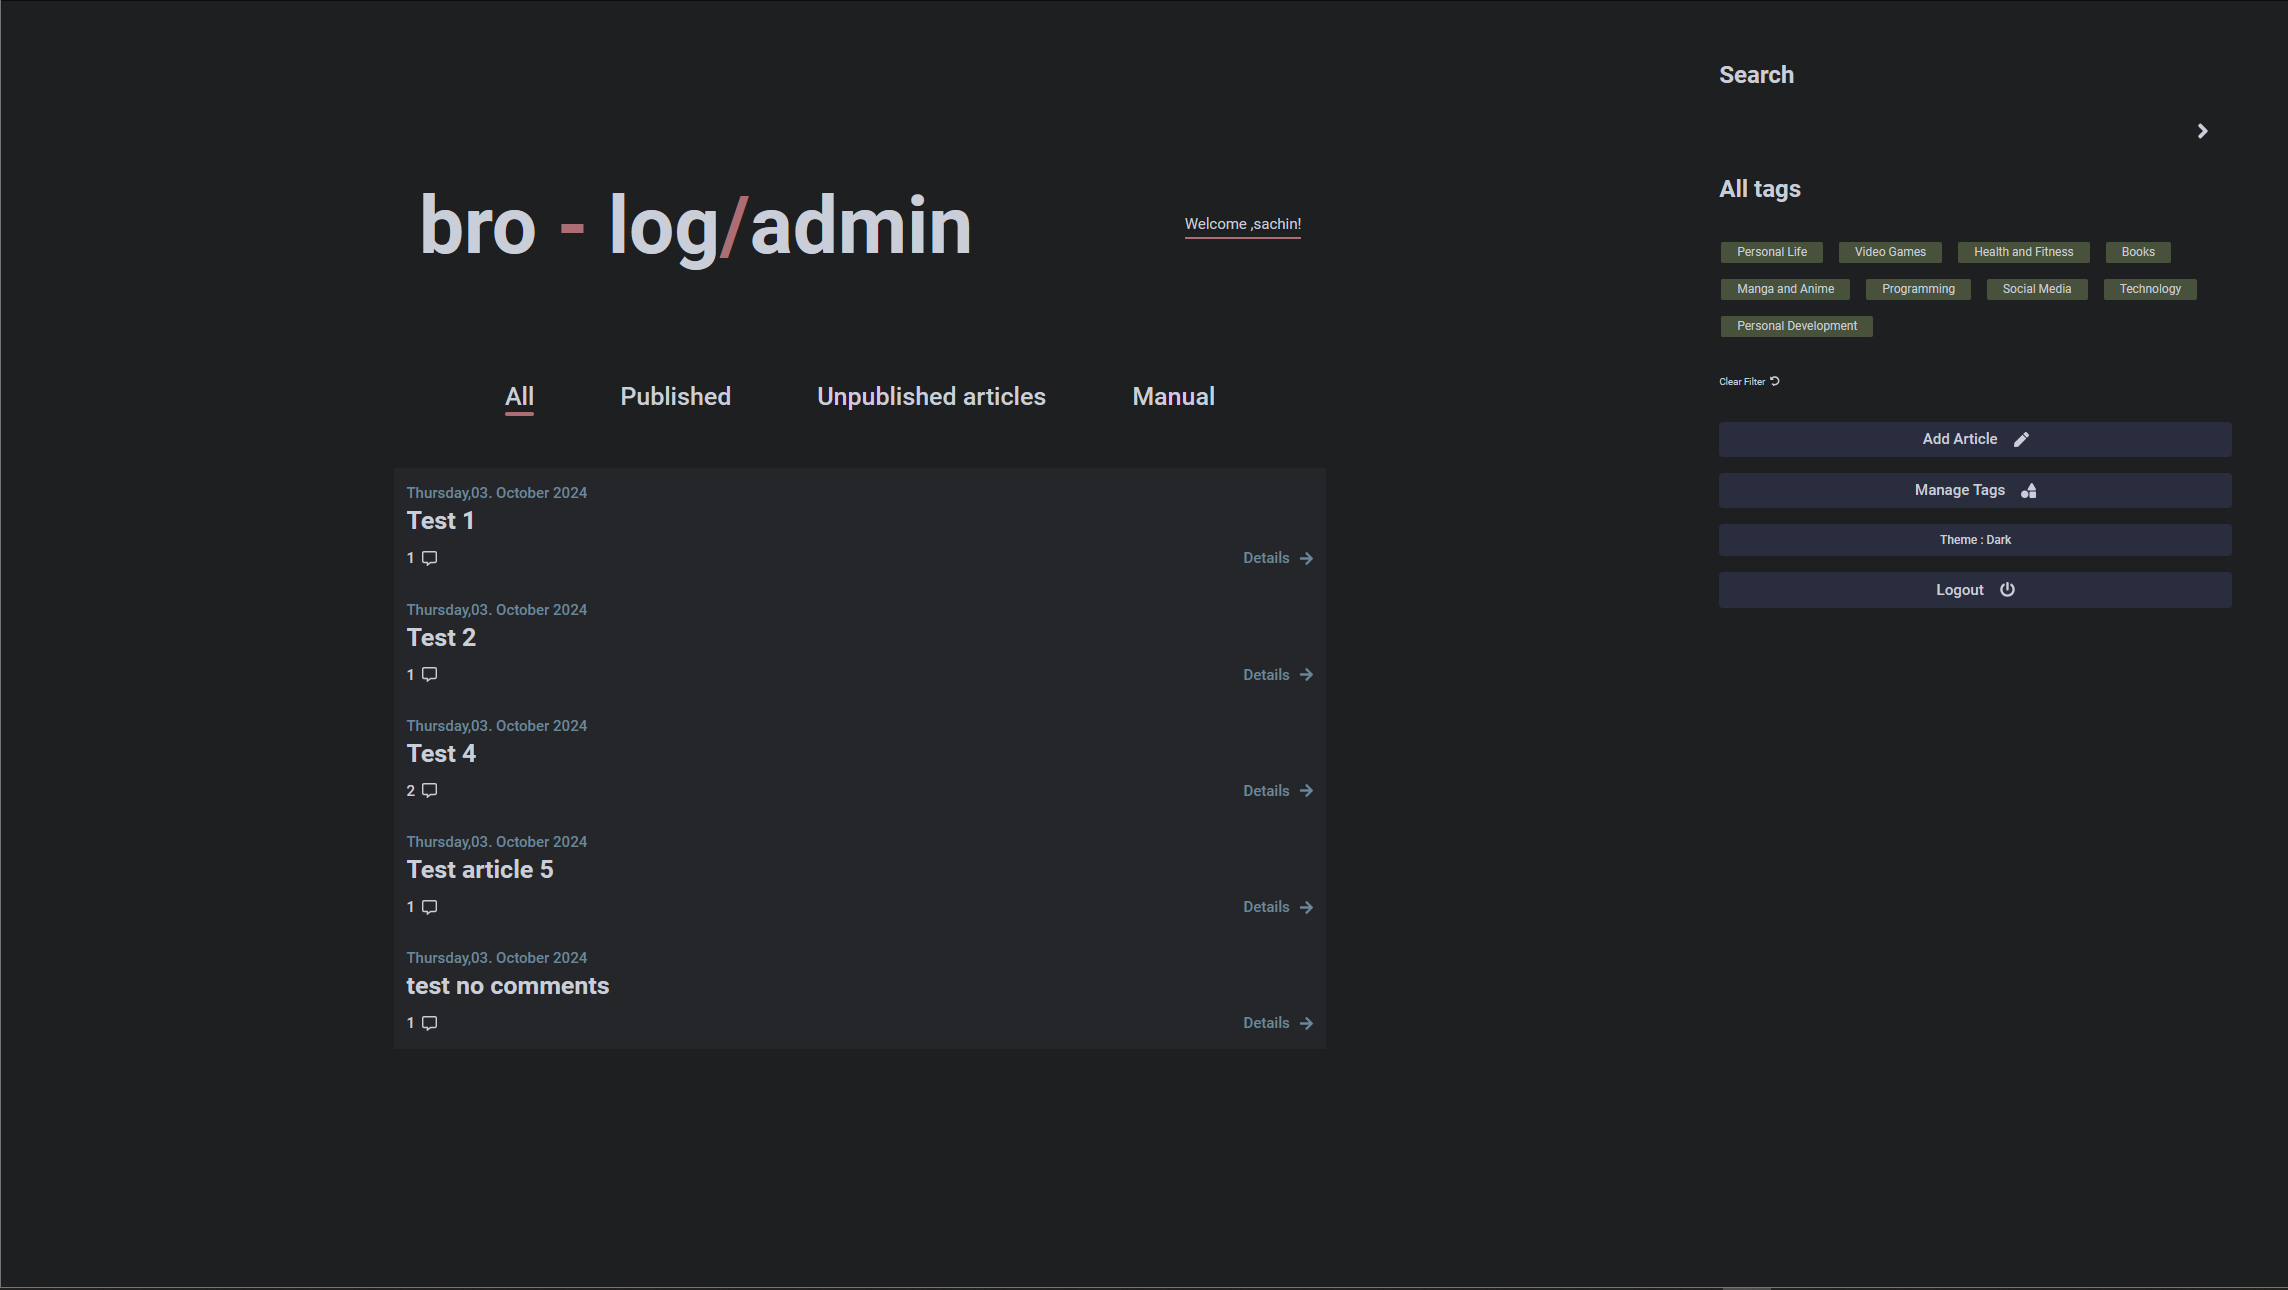 bro - log/admin
Welcome ,sachin!
All Published Unpublished articles Manual
Thursday,03. October 2024
Test 1
1
Details
Thursday,03. October 2024
Test 2
1
Details
Thursday,03. October 2024
Test 4
2
Details
Thursday,03. October 2024
Test article 5
1
Details
Thursday,03. October 2024
test no comments
1
Details
Search
All tags
Personal Life Video Games Health and Fitness Books
Manga and Anime Programming Social Media Technology
Personal Development
Clear Filter
Add Article
Manage Tags
Theme : Dark
Logout